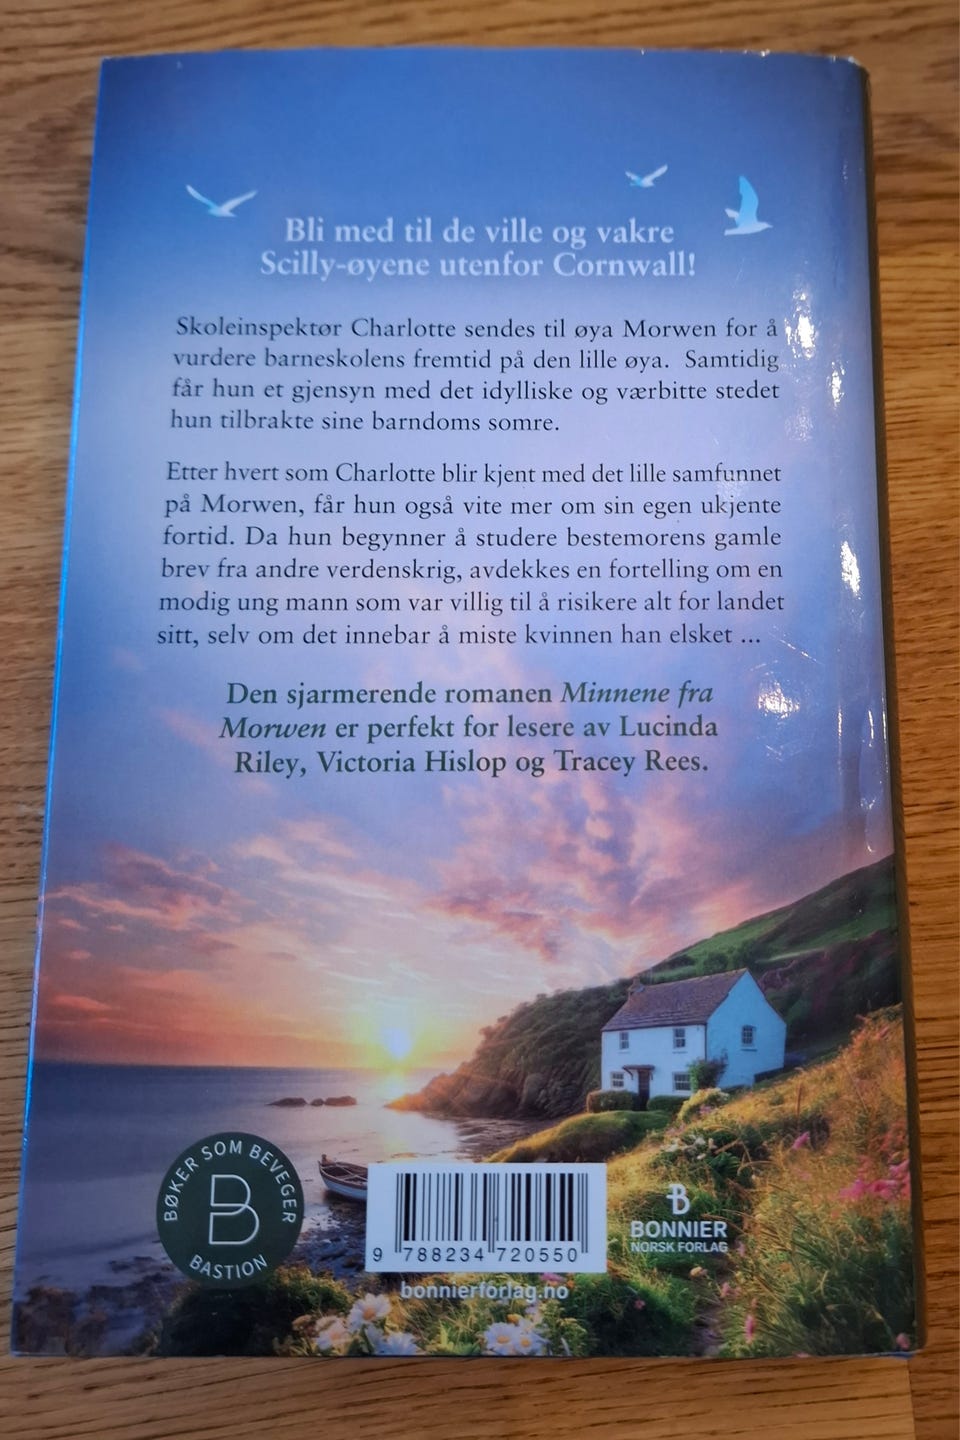 Bli med til de ville og vakre
Scilly-øyene utenfor Cornwall!
Skoleinspektør Charlotte sendes til øya Morwen for å
vurdere barneskolens fremtid på den lille øya. Samtidig
får hun et gjensyn med det idylliske og værbitte stedet
hun tilbrakte sine barndoms somre.
Etter hvert som Charlotte blir kjent med det lille samfunnet
på Morwen, får hun også vite mer om sin egen ukjente
fortid. Da hun begynner å studere bestemorens gamle
brev fra andre verdenskrig, avdekkes en fortelling om en
modig ung mann som var villig til å risikere alt for landet
sitt, selv om det innebar å miste kvinnen han elsket ...
Den sjarmerende romanen Minnene fra
Morwen er perfekt for lesere av Lucinda
Riley, Victoria Hislop og Tracey Rees.
BØKER SOM BEVEGER
B
BASTION
9 788234 720550
bonnierforlag.no
B
BONNIER
NORSK FORLAG